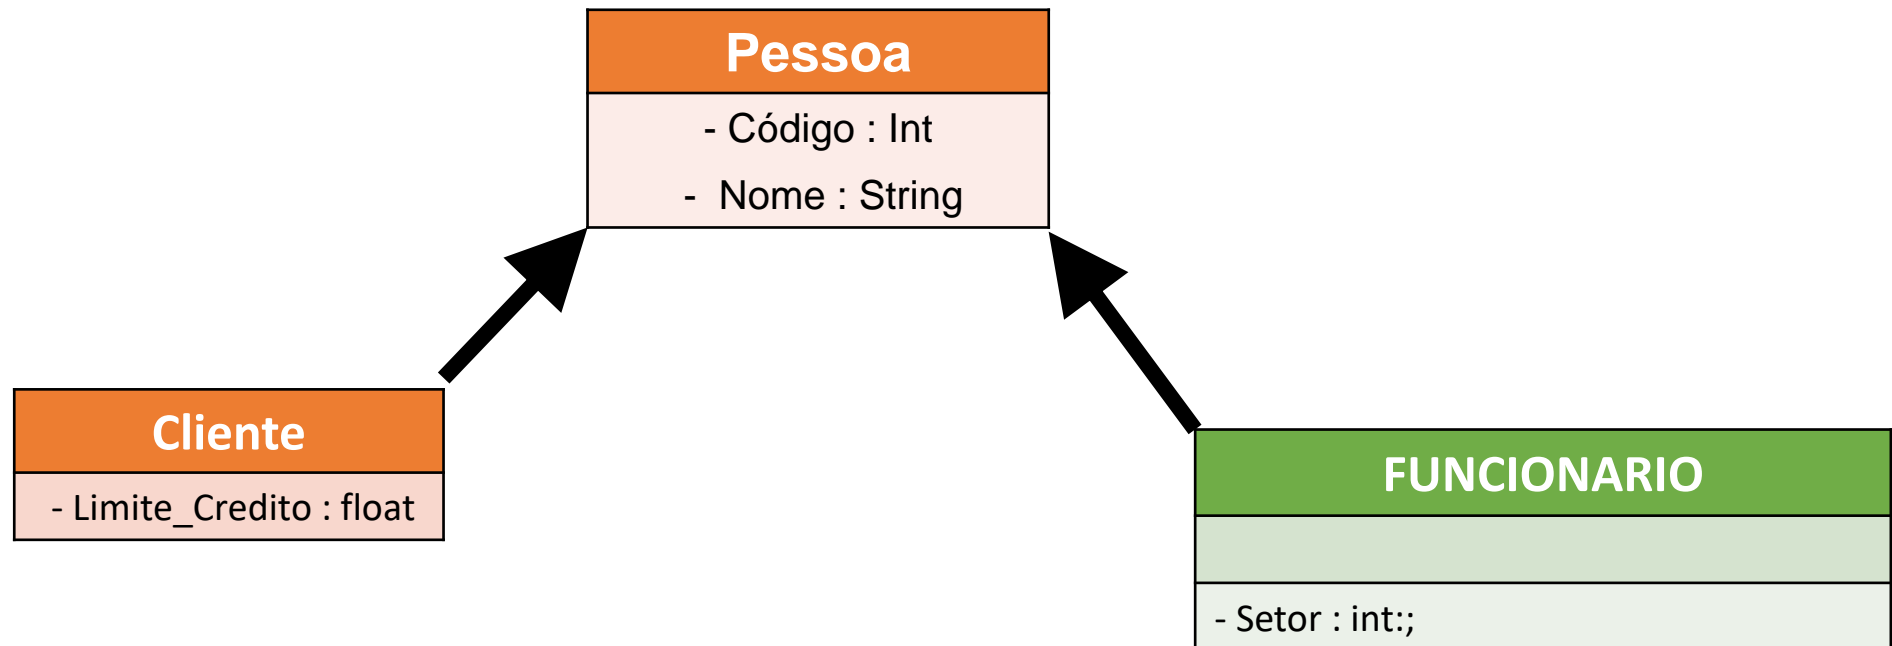 Pessoa
- Código : Int
- Nome : String
Cliente
- Limite_Credito : float
FUNCIONARIO
- Setor : int:;